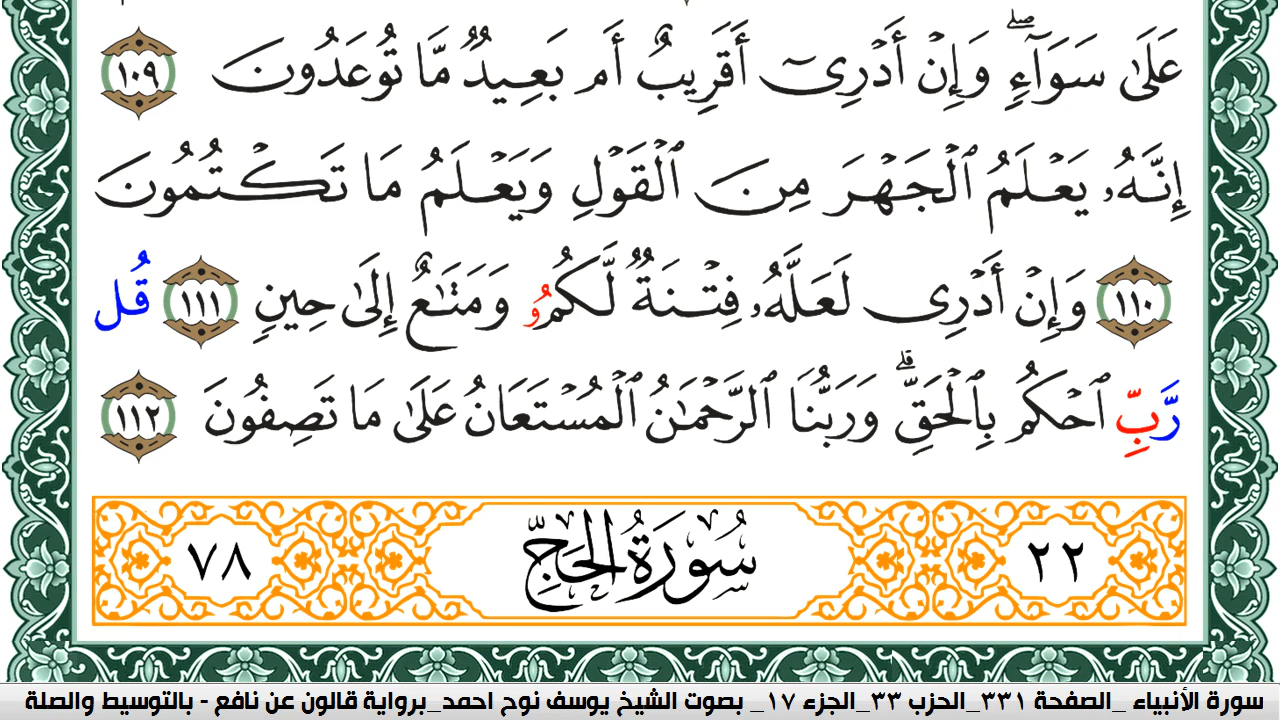 عَلَىٰ سَوَآءٍۖ وَإِنْ أَدْرِىٓ أَقَرِيبٌ أَم بَعِيدٌ مَّا تُوعَدُونَ ١٠٩
إِنَّهُۥ يَعْلَمُ ٱلْجَهْرَ مِنَ ٱلْقَوْلِ وَيَعْلَمُ مَا تَكْتُمُونَ
١١٠ وَإِنْ أَدْرِى لَعَلَّهُۥ فِتْنَةٌ لَّكُمُو وَمَتَـٰعٌ إِلَىٰ حِينٍ ١١١ قُل
رَّبِّ ٱحْكُم بِٱلْحَقِّۗ وَرَبُّنَا ٱلرَّحْمَـٰنُ ٱلْمُسْتَعَانُ عَلَىٰ مَا تَصِفُونَ ١١٢
٢٢ سُورَةُ الحَجِّ ٧٨
سورة الأنبياء _الصفحة ٣٣١_الحزب ٣٣_الجزء ١٧_ بصوت الشيخ يوسف نوح احمد_برواية قالون عن نافع - بالتوسيط والصلة